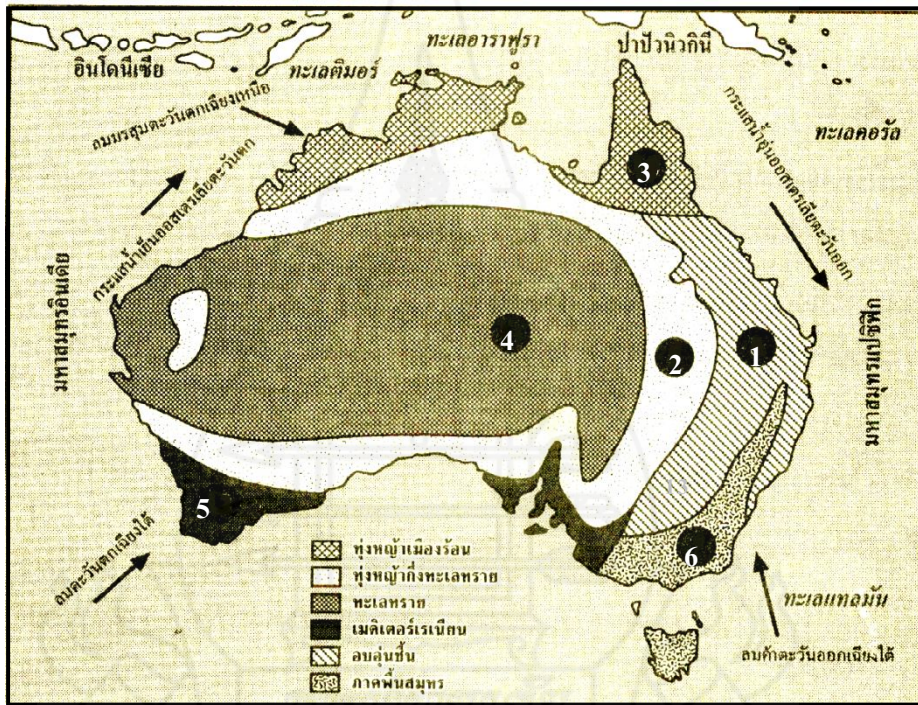 ทะเลอาราฟูรา
ปาปัวนิวกินี
อินโดนีเซีย
ทะเลติมอร์
ลมมรสุมตะวันตกเฉียงเหนือ
กระแสน้ำอุ่นออสเตรเลียตะวันออก
ทะเลคอรัล
3
กระแสน้ำเย็นออสเตรเลียตะวันตก
มหาสมุทรอินเดีย
4
2
1
มหาสมุทรแปซิฟิก
5
6
ลมตะวันตกเฉียงใต้
ทุ่งหญ้าเมืองร้อน
ทุ่งหญ้ากึ่งทะเลทราย
ทะเลทราย
เมดิเตอร์เรเนียน
อบอุ่นชื้น
ภาคพื้นสมุทร
ทะเลแทสมัน
ลมค้าตะวันออกเฉียงใต้